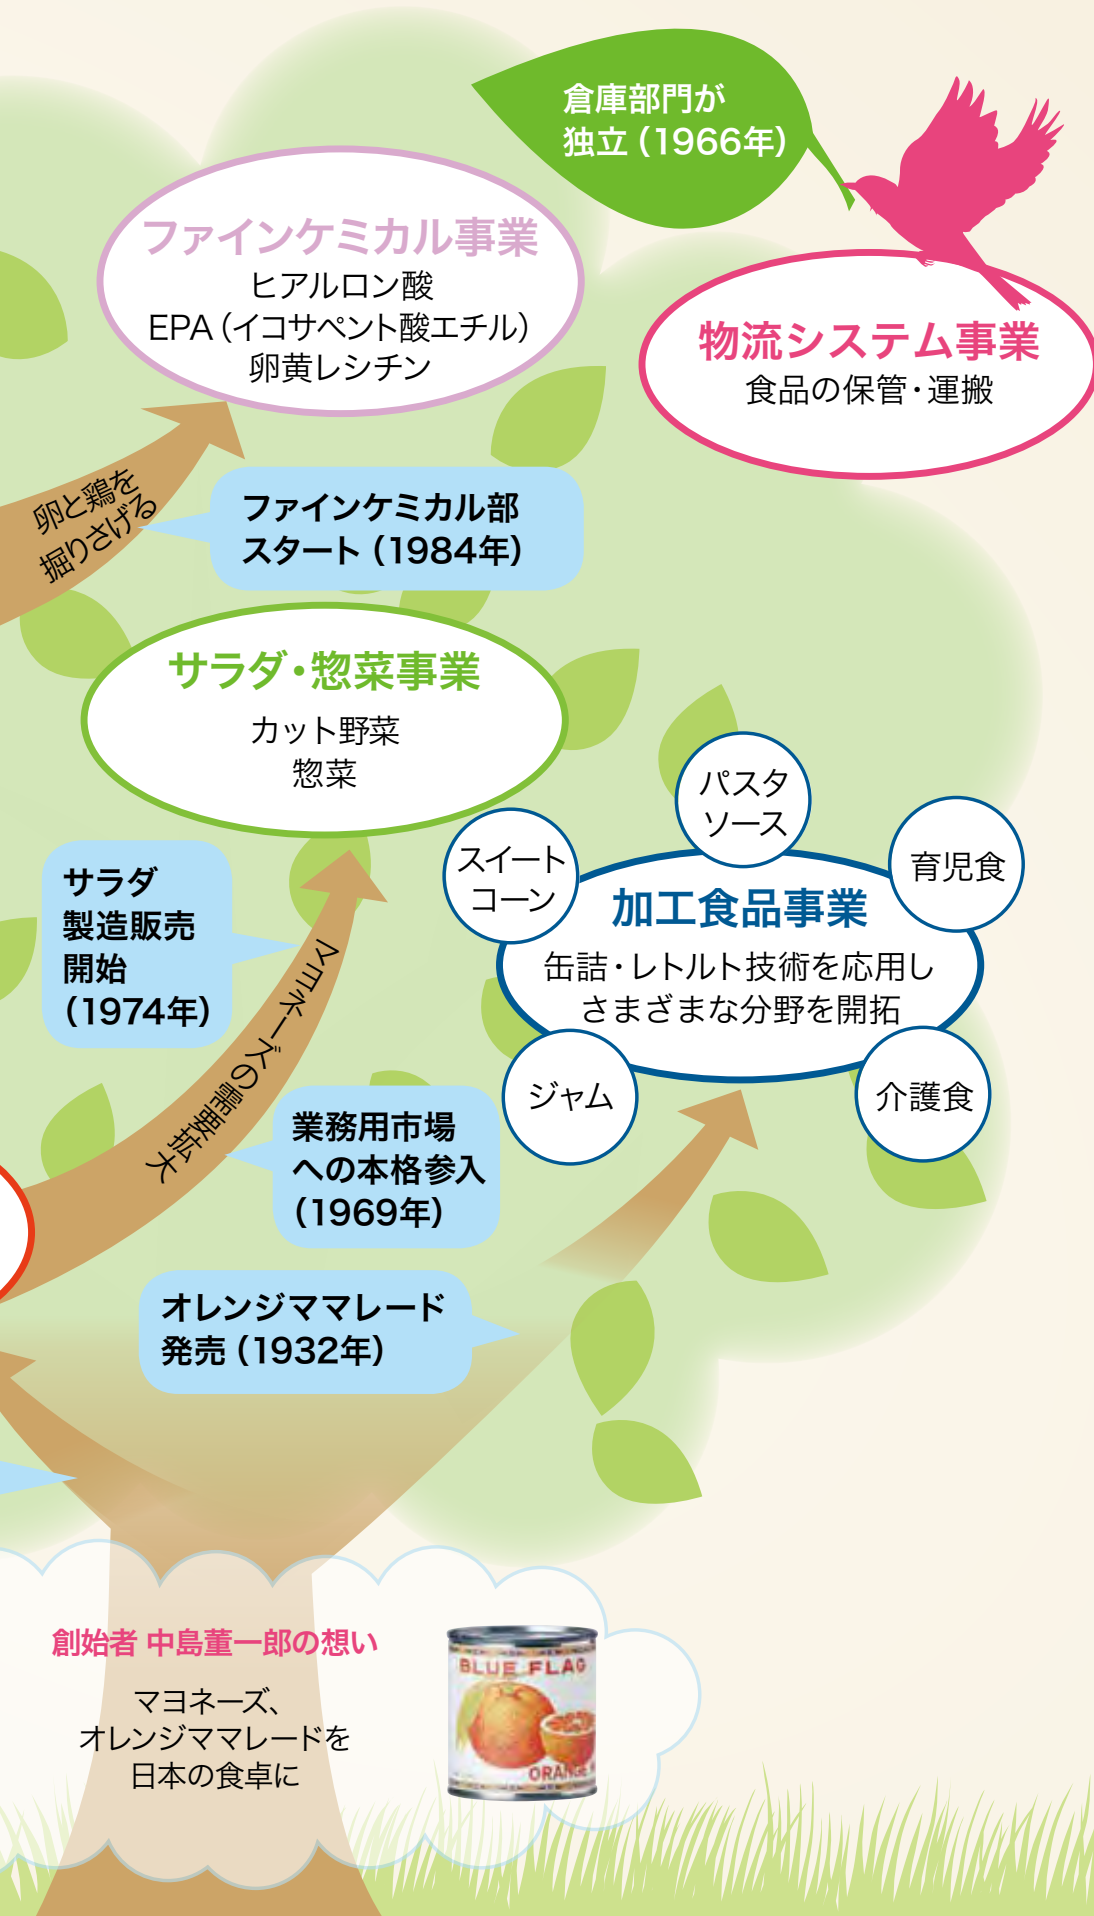 倉庫部門が
独立（1966年）
ファインケミカル事業
ヒアルロン酸
EPA（イコサペント酸エチル）
卵黄レシチン
物流システム事業
食品の保管・運搬
卵と鶏を
掘りさげる
ファインケミカル部
スタート（1984年）
サラダ・惣菜事業
カット野菜
惣菜
パスタ
ソース
スイート
コーン
育児食
加工食品事業
缶詰・レトルト技術を応用し
さまざまな分野を開拓
ジャム
介護食
サラダ
製造販売
開始
（1974年）
マヨネーズの需要拡大
業務用市場
への本格参入
（1969年）
オレンジママレード
発売（1932年）
創始者 中島董一郎の想い
マヨネーズ、
オレンジママレードを
日本の食卓に
BLUE FLAG